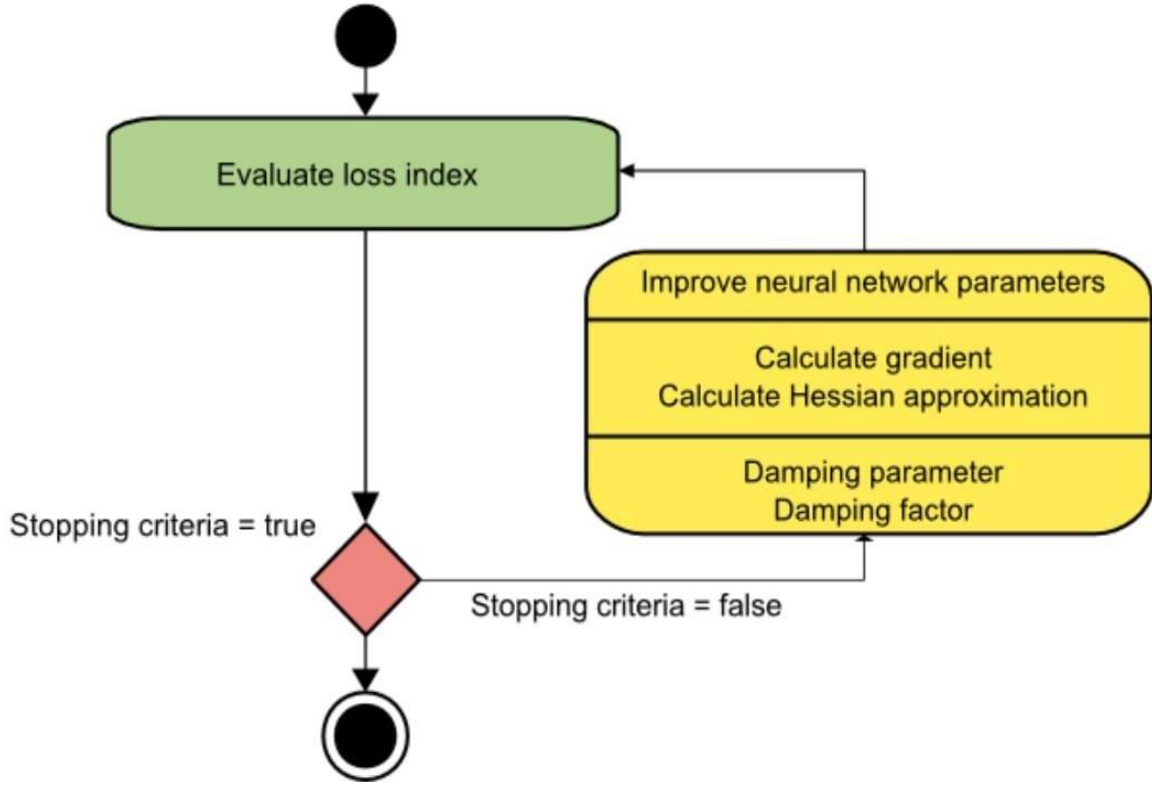 Evaluate loss index
Improve neural network parameters
Calculate gradient
Calculate Hessian approximation
Damping parameter
Damping factor
Stopping criteria = true
Stopping criteria = false